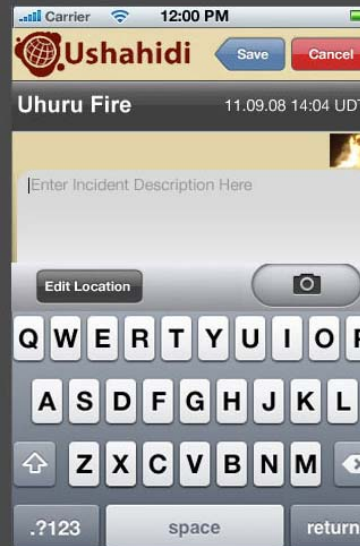 Carrier 12:00 PM
Ushahidi Save Cancel
Uhuru Fire 11.09.08 14:04 UDT
Enter Incident Description Here
Edit Location
Q W E R T Y U I O P
A S D F G H J K L
Z X C V B N M
.?123 space return